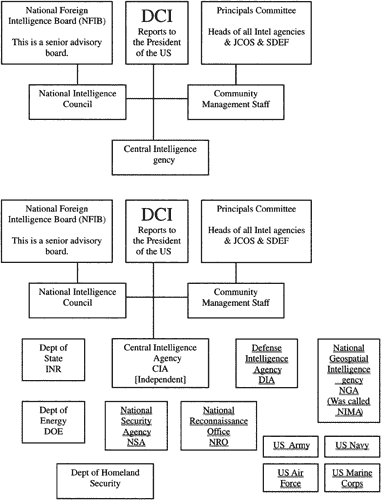 National Foreign
Intelligence Board (NFIB)
This is a senior advisory
board.
DCI
Reports to
the President
of the US
Principals Committee
Heads of all Intel agencies
& JCOS & SDEF
National Intelligence
Council
Community
Management Staff
Central Intelligence
gency
National Foreign
Intelligence Board (NFIB)
This is a senior advisory
board.
DCI
Reports to
the President
of the US
Principals Committee
Heads of all Intel agencies
& JCOS & SDEF
National Intelligence
Council
Community
Management Staff
Dept of
State
INR
Central Intelligence
Agency
CIA
[Independent]
Defense
Intelligence
Agency
DIA
National
Geospatial
Intelligence
gency
NGA
(Was called
NIMA)
Dept of
Energy
DOE
National
Security
Agency
NSA
National
Reconnaissance
Office
NRO
US Army
US Navy
Dept of Homeland
Security
US Air
Force
US Marine
Corps